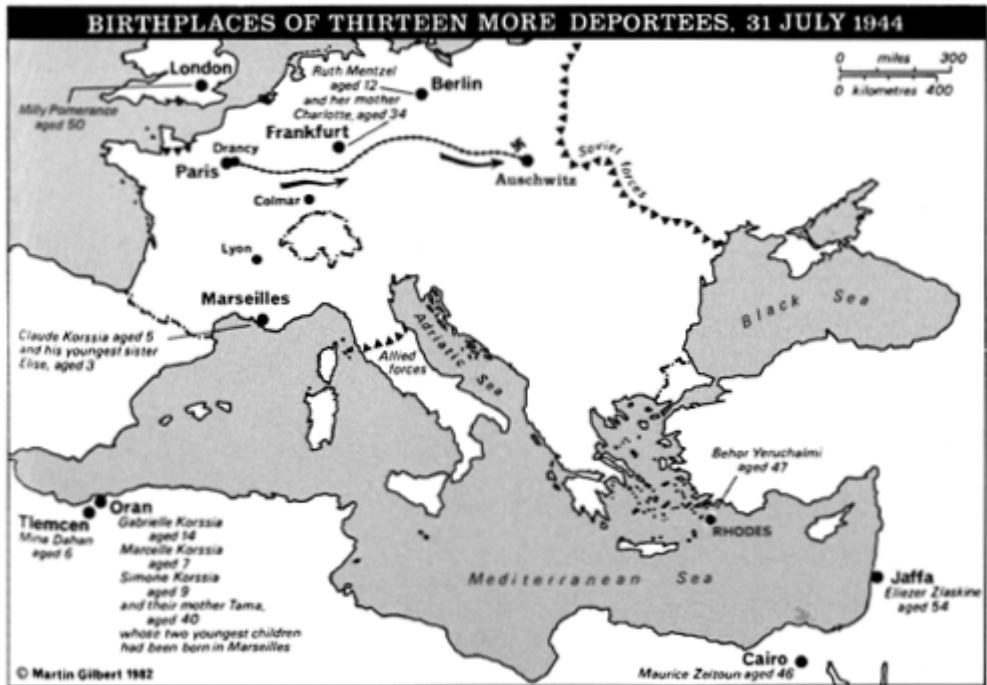 BIRTHPLACES OF THIRTEEN MORE DEPORTEES, 31 JULY 1944
0 miles 300
0 kilometres 400
London
Milly Pomerance
aged 50
Ruth Mentzel
aged 12
and her mother
Charlotte, aged 34
Berlin
Frankfurt
Drancy
Paris
Auschwitz
Soviet forces
Colmar
Lyon
Marseilles
Claude Korssia aged 5
and his youngest sister
Elise, aged 3
Allied
forces
Adriatic Sea
Black Sea
Behor Yeruchalmi
aged 47
RHODES
Oran
Gabrielle Korssia
aged 14
Marcelle Korssia
aged 7
Simone Korssia
aged 9
and their mother Tama,
aged 40
whose two youngest children
had been born in Marseilles
Tlemcen
Mina Dahan
aged 6
Mediterranean Sea
Jaffa
Eliezer Zlaskine
aged 54
Cairo
Maurice Zeitoun aged 46
© Martin Gilbert 1982